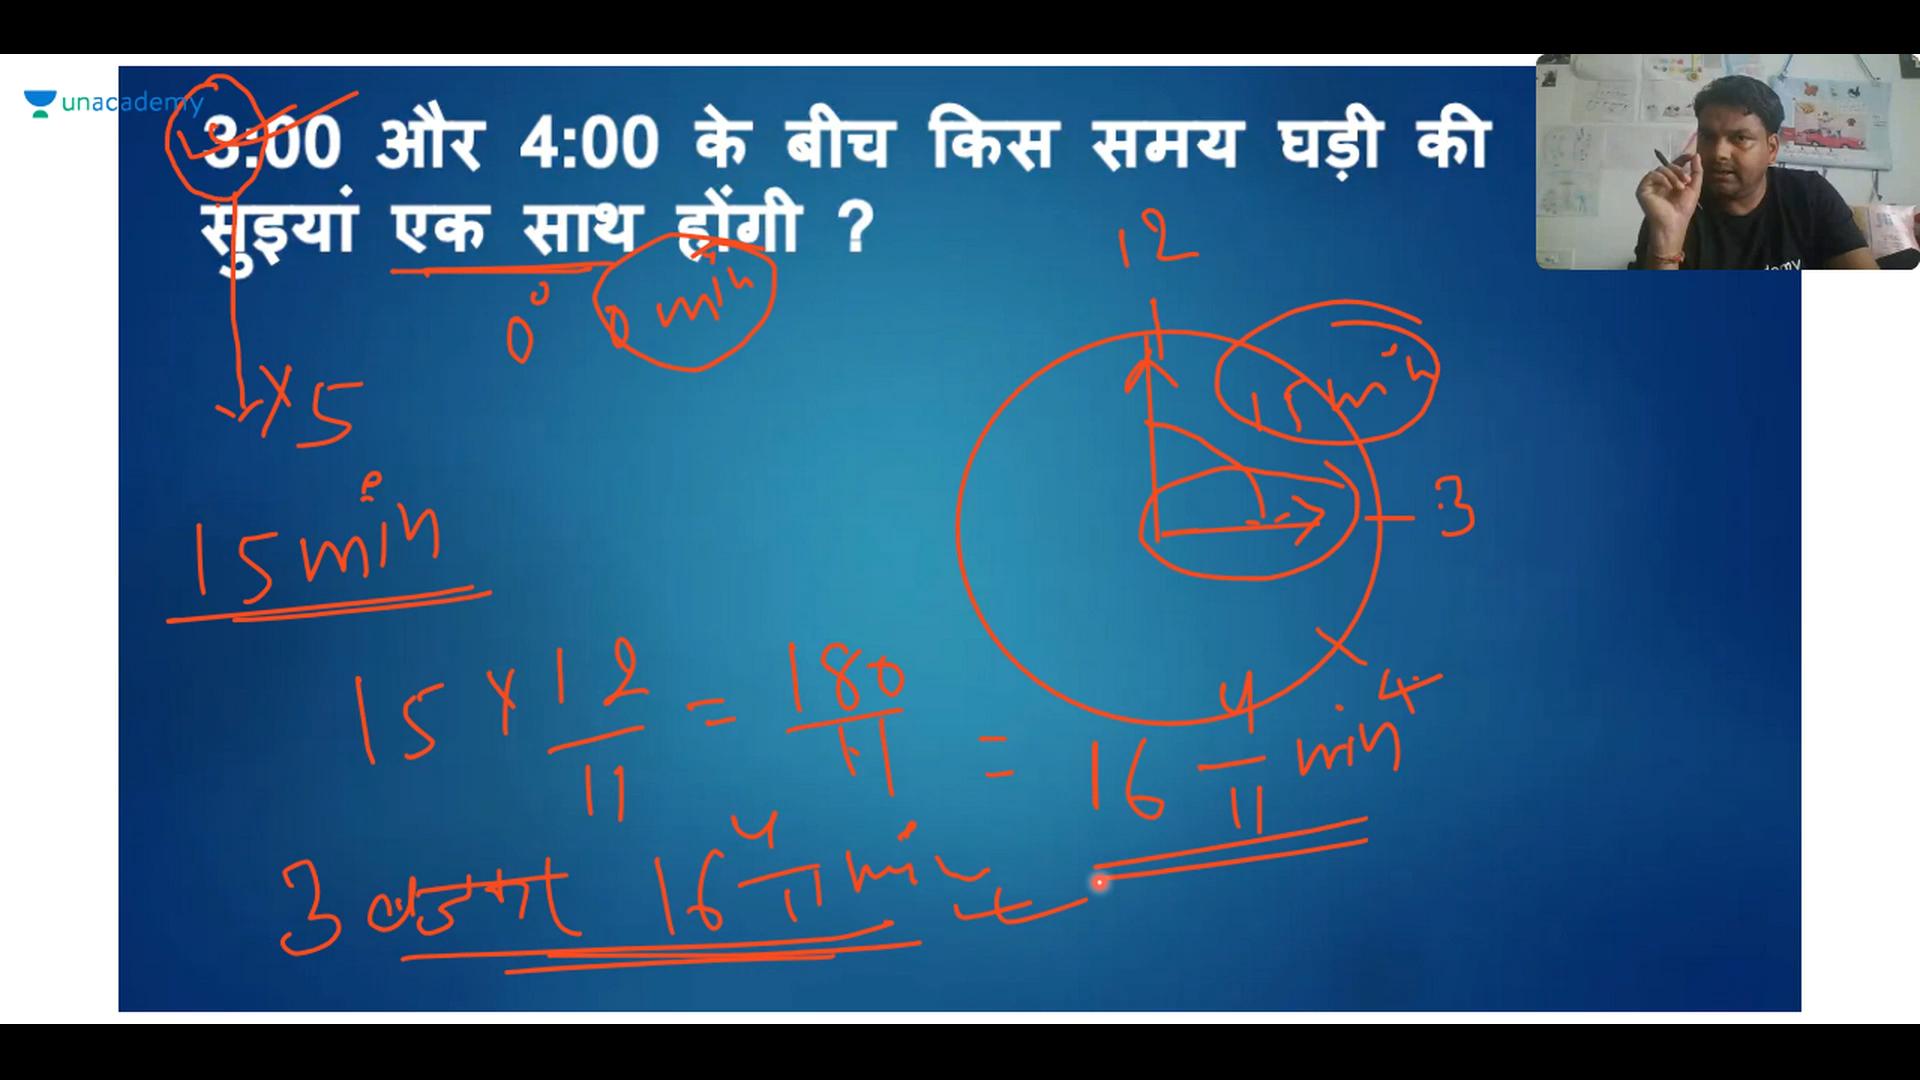 unacademy
3:00 और 4:00 के बीच किस समय घड़ी की
सुइयां एक साथ होंगी ?
0° 0 min
12
15 min
3
4
×5
15 min
15 × 12/11 = 180/11 = 16 4/11 min
3 बजकर 16 4/11 min